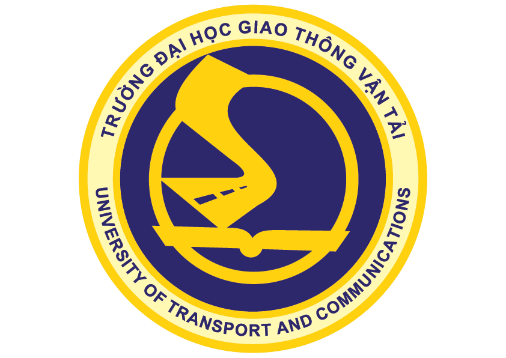 TRƯỜNG ĐẠI HỌC GIAO THÔNG VẬN TẢI
UNIVERSITY OF TRANSPORT AND COMMUNICATIONS